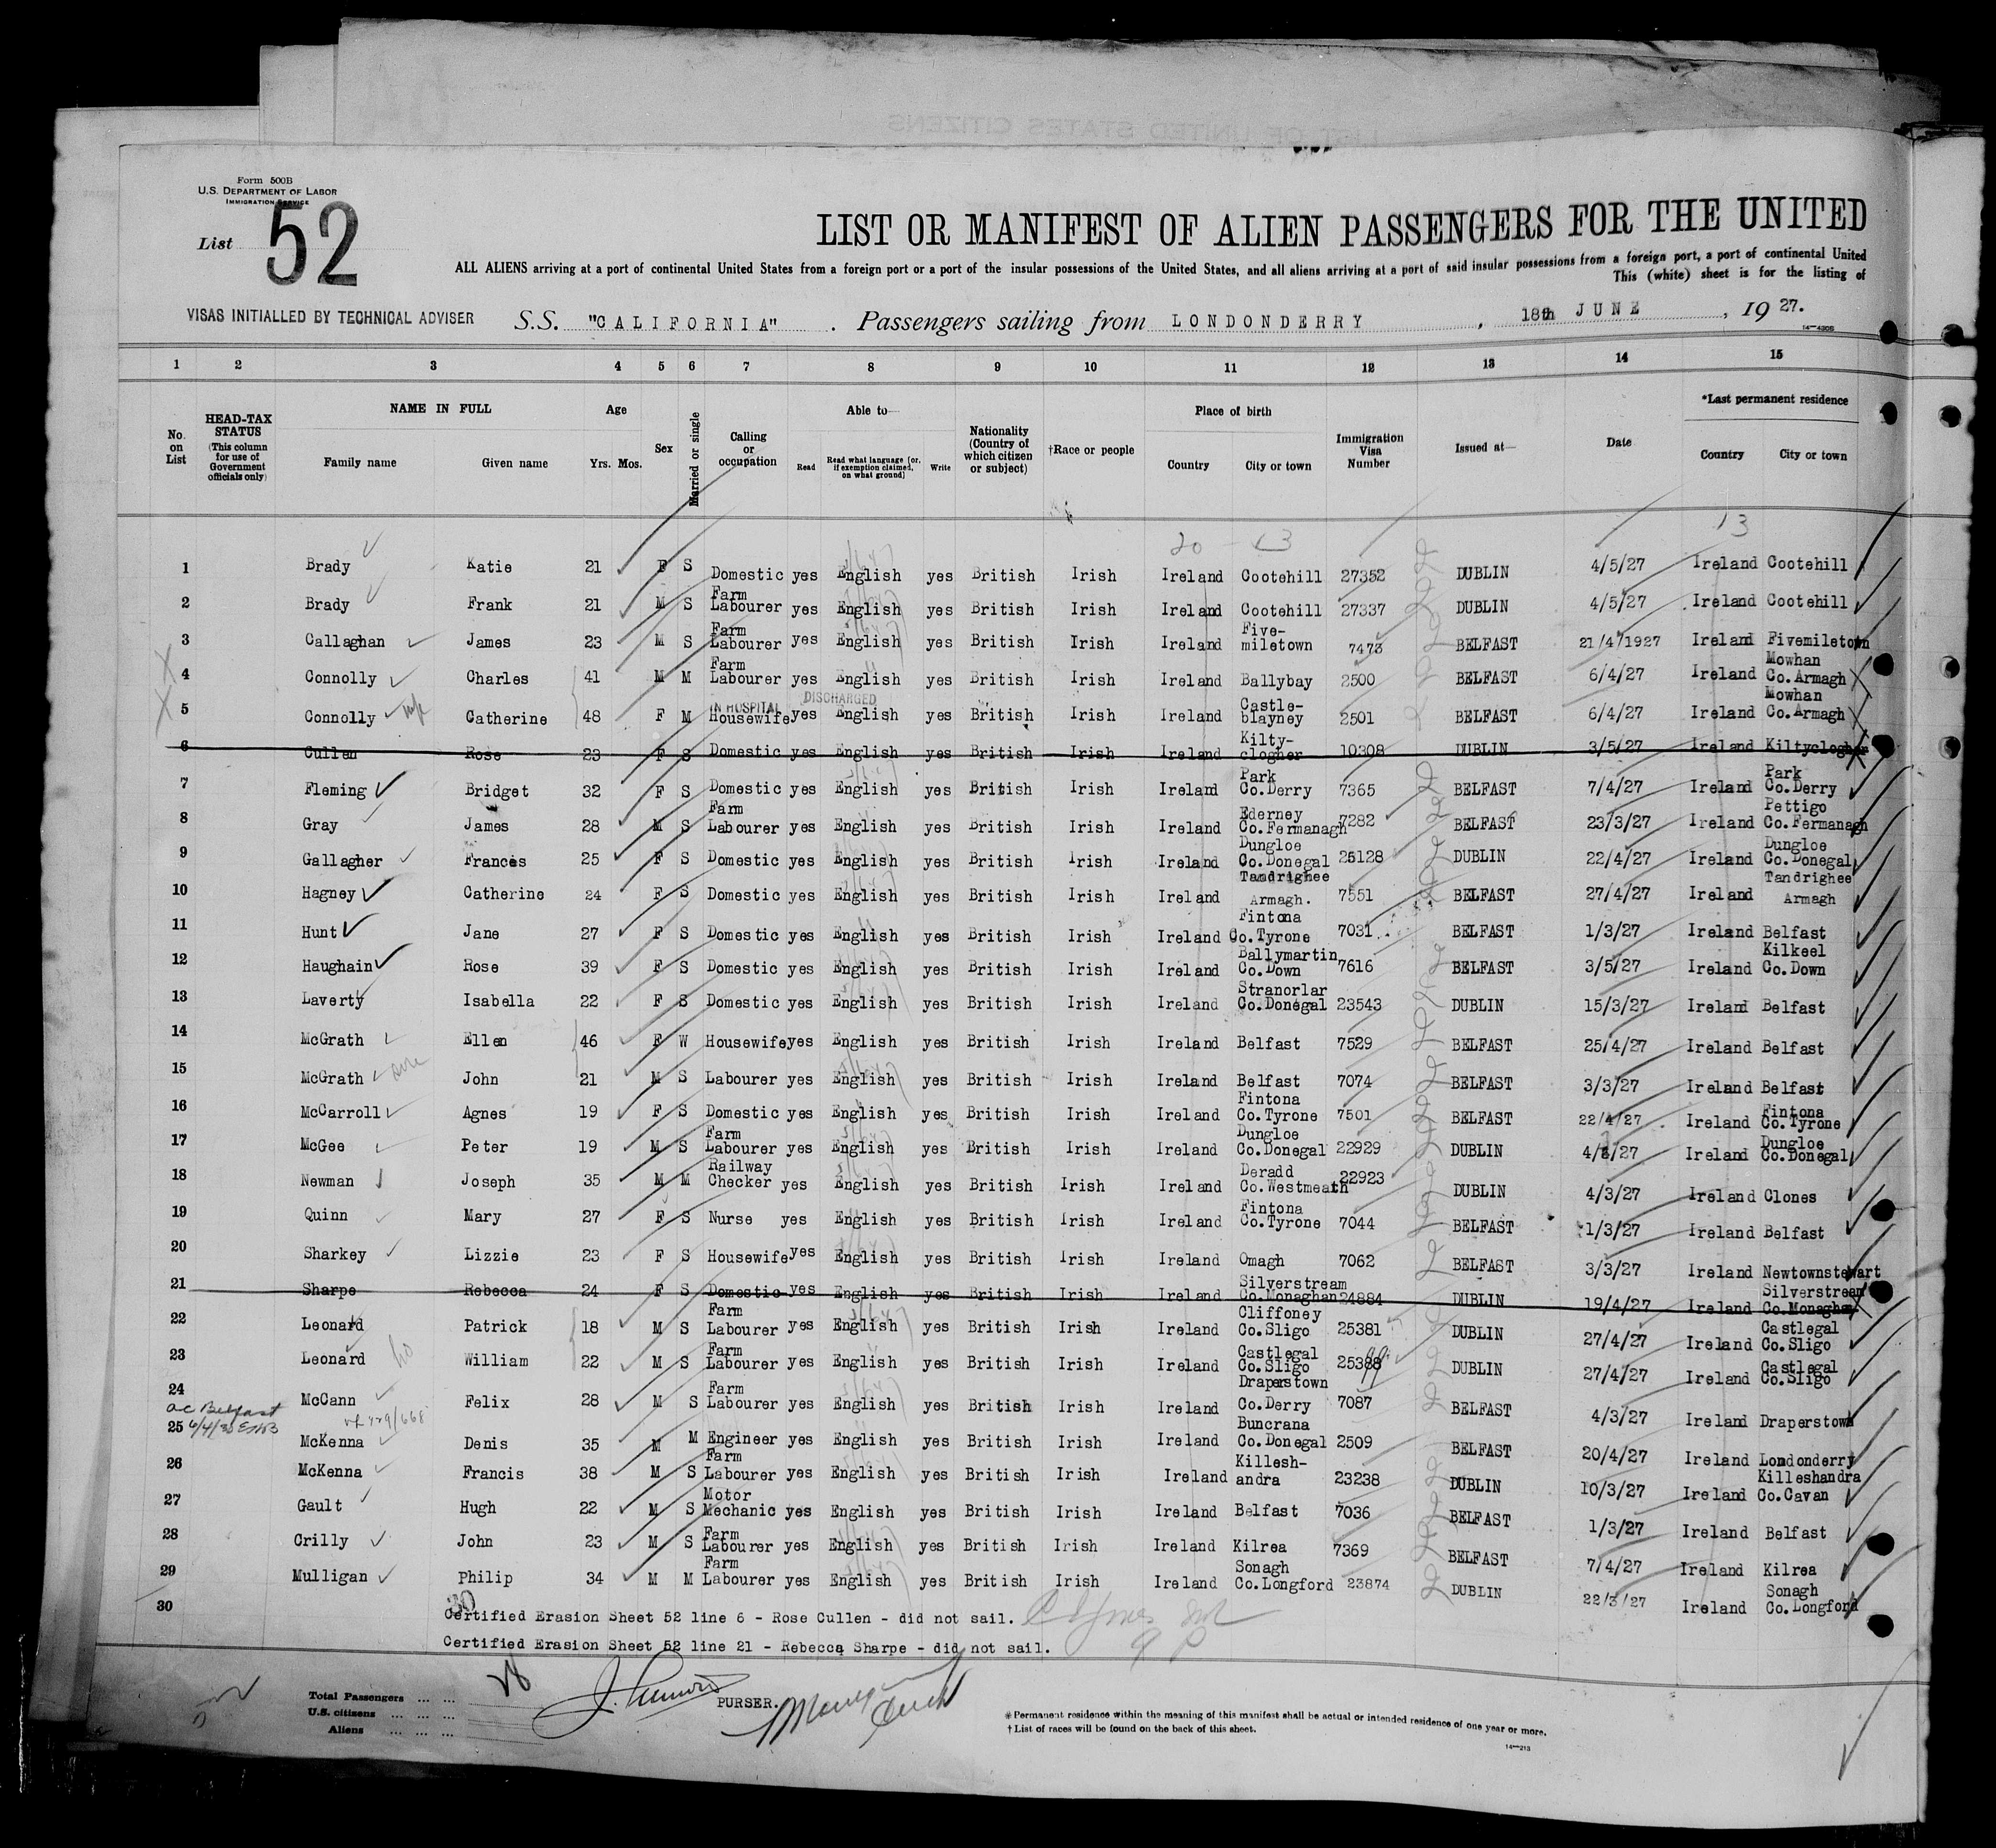 Form 500B
U.S. DEPARTMENT OF LABOR
IMMIGRATION SERVICE
List 52
LIST OR MANIFEST OF ALIEN PASSENGERS FOR THE UNITED
ALL ALIENS arriving at a port of continental United States from a foreign port or a port of the insular possessions of the United States, and all aliens arriving at a port of said insular possessions from a foreign port, a port of continental United
This (white) sheet is for the listing of
VISAS INITIALLED BY TECHNICAL ADVISER
S.S. "CALIFORNIA". Passengers sailing from LONDONDERRY, 18th JUNE, 1927.
14—4306
1 2 3 4 5 6 7 8 9 10 11 12 13 14 15
No. on List
HEAD-TAX STATUS (This column for use of Government officials only)
NAME IN FULL
Family name Given name
Age Yrs. Mos.
Sex
Married or single
Calling or occupation
Able to—
Read Read what language (or, if exemption claimed, on what ground) Write
Nationality (Country of which citizen or subject)
†Race or people
Place of birth
Country City or town
Immigration Visa Number
Issued at—
Date
*Last permanent residence
Country City or town
20 13 13
1 Brady Katie 21 F S Domestic yes English yes British Irish Ireland Cootehill 27352 DUBLIN 4/5/27 Ireland Cootehill
2 Brady Frank 21 M S Farm Labourer yes English yes British Irish Ireland Cootehill 27337 DUBLIN 4/5/27 Ireland Cootehill
3 Callaghan James 23 M S Farm Labourer yes English yes British Irish Ireland Five-miletown 7473 BELFAST 21/4/1927 Ireland Fivemiletown
4 Connolly Charles 41 M M Farm Labourer yes English yes British Irish Ireland Ballybay 2500 BELFAST 6/4/27 Ireland Mowhan Co.Armagh
IN HOSPITAL DISCHARGED
5 Connolly Catherine 48 F M Housewife yes English yes British Irish Ireland Castle-blayney 2501 BELFAST 6/4/27 Ireland Mowhan Co.Armagh
6 Cullen Rose 23 F S Domestic yes English yes British Irish Ireland Kilty-clogher 10308 DUBLIN 3/5/27 Ireland Kiltyclogher
7 Fleming Bridget 32 F S Domestic yes English yes British Irish Ireland Park Co.Derry 7365 BELFAST 7/4/27 Ireland Park Co.Derry
8 Gray James 28 M S Farm Labourer yes English yes British Irish Ireland Ederney Co.Fermanagh 7282 BELFAST 23/3/27 Ireland Pettigo Co.Fermanagh
9 Gallagher Frances 25 F S Domestic yes English yes British Irish Ireland Dungloe Co.Donegal 25128 DUBLIN 22/4/27 Ireland Dungloe Co.Donegal
10 Hagney Catherine 24 F S Domestic yes English yes British Irish Ireland Tandrighee Armagh. 7551 BELFAST 27/4/27 Ireland Tandrighee Armagh
11 Hunt Jane 27 F S Domestic yes English yes British Irish Ireland Fintona Co.Tyrone 7031 BELFAST 1/3/27 Ireland Belfast
12 Haughain Rose 39 F S Domestic yes English yes British Irish Ireland Ballymartin Co.Down 7616 BELFAST 3/5/27 Ireland Kilkeel Co.Down
13 Laverty Isabella 22 F S Domestic yes English yes British Irish Ireland Stranorlar Co.Donegal 23543 DUBLIN 15/3/27 Ireland Belfast
14 McGrath Ellen 46 F W Housewife yes English yes British Irish Ireland Belfast 7529 BELFAST 25/4/27 Ireland Belfast
15 McGrath John 21 M S Labourer yes English yes British Irish Ireland Belfast 7074 BELFAST 3/3/27 Ireland Belfast
16 McCarroll Agnes 19 F S Domestic yes English yes British Irish Ireland Fintona Co.Tyrone 7501 BELFAST 22/4/27 Ireland Fintona Co.Tyrone
17 McGee Peter 19 M S Farm Labourer yes English yes British Irish Ireland Dungloe Co.Donegal 22929 DUBLIN 4/3/27 Ireland Dungloe Co.Donegal
18 Newman Joseph 35 M M Railway Checker yes English yes British Irish Ireland Deradd Co.Westmeath 22923 DUBLIN 4/3/27 Ireland Clones
19 Quinn Mary 27 F S Nurse yes English yes British Irish Ireland Fintona Co.Tyrone 7044 BELFAST 1/3/27 Ireland Belfast
20 Sharkey Lizzie 23 F S Housewife yes English yes British Irish Ireland Omagh 7062 BELFAST 3/3/27 Ireland Newtownstewart
21 Sharpe Rebecca 24 F S Domestic yes English yes British Irish Ireland Silverstream Co.Monaghan 24884 DUBLIN 19/4/27 Ireland Silverstream Co.Monaghan
22 Leonard Patrick 18 M S Farm Labourer yes English yes British Irish Ireland Cliffoney Co.Sligo 25381 DUBLIN 27/4/27 Ireland Castlegal Co.Sligo
23 Leonard William 22 M S Farm Labourer yes English yes British Irish Ireland Castlegal Co.Sligo 25388 DUBLIN 27/4/27 Ireland Castlegal Co.Sligo
24 McCann Felix 28 M S Farm Labourer yes English yes British Irish Ireland Draperstown Co.Derry 7087 BELFAST 4/3/27 Ireland Draperstown
ac Belfast
25 McKenna Denis 35 M M Engineer yes English yes British Irish Ireland Buncrana Co.Donegal 2509 BELFAST 20/4/27 Ireland Londonderry
26 McKenna Francis 38 M S Farm Labourer yes English yes British Irish Ireland Killesh-andra 23238 DUBLIN 10/3/27 Ireland Killeshandra Co.Cavan
27 Gault Hugh 22 M S Motor Mechanic yes English yes British Irish Ireland Belfast 7036 BELFAST 1/3/27 Ireland Belfast
28 Crilly John 23 M S Farm Labourer yes English yes British Irish Ireland Kilrea 7369 BELFAST 7/4/27 Ireland Kilrea
29 Mulligan Philip 34 M M Farm Labourer yes English yes British Irish Ireland Sonagh Co.Longford 23874 DUBLIN 22/3/27 Ireland Sonagh Co.Longford
30
30
Certified Erasion Sheet 52 line 6 - Rose Cullen - did not sail.
Certified Erasion Sheet 52 line 21 - Rebecca Sharpe - did not sail.
Total Passengers ... ... 28
U.S. citizens ... ... ...
Aliens ... ... ...
PURSER.
*Permanent residence within the meaning of this manifest shall be actual or intended residence of one year or more.
†List of races will be found on the back of this sheet.
14—213